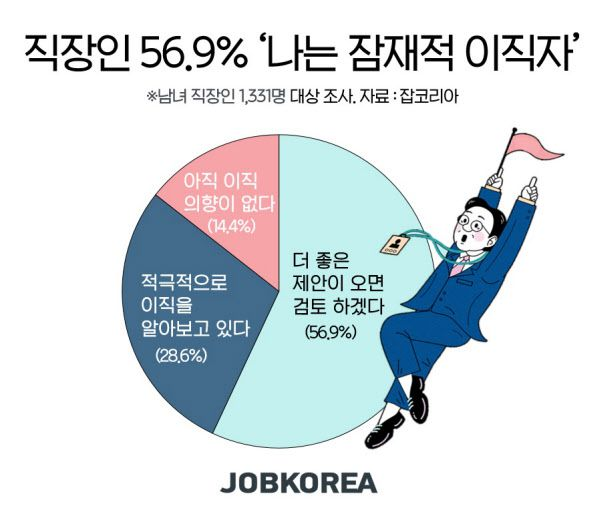 직장인 56.9% ‘나는 잠재적 이직자’
※남녀 직장인 1,331명 대상 조사. 자료 : 잡코리아
아직 이직
의향이 없다
(14.4%)
더 좋은
제안이 오면
검토 하겠다
(56.9%)
적극적으로
이직을
알아보고 있다
(28.6%)
JOBKOREA